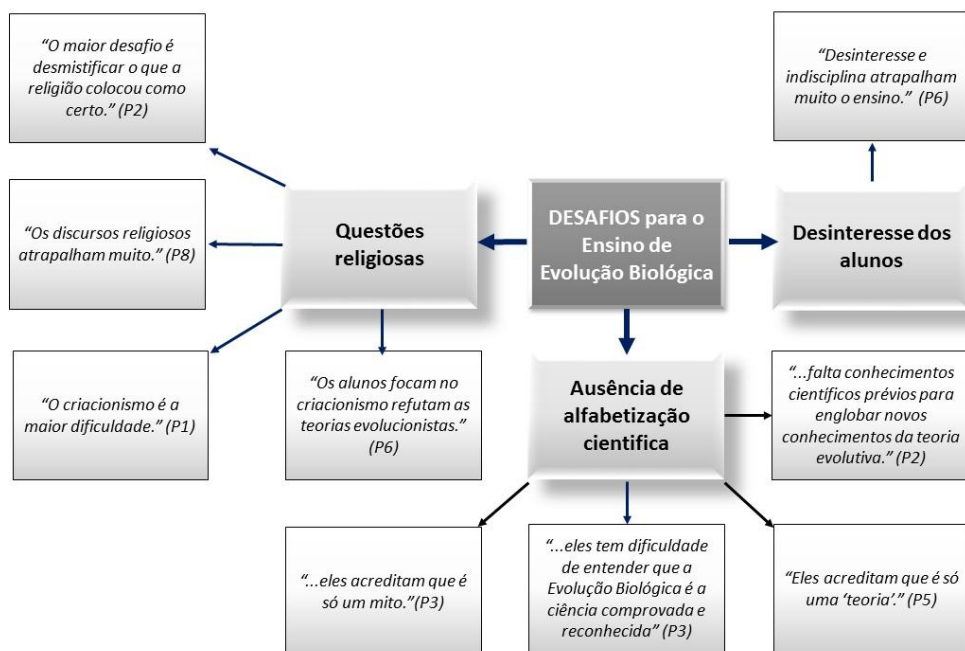 “O maior desafio é
desmistificar o que a
religião colocou como
certo.” (P2)
“Desinteresse e
indisciplina atrapalham
muito o ensino.” (P6)
“Os discursos religiosos
atrapalham muito.” (P8)
Questões
religiosas
DESAFIOS para o
Ensino de
Evolução Biológica
Desinteresse dos
alunos
“O criacionismo é a
maior dificuldade.” (P1)
“Os alunos focam no
criacionismo refutam as
teorias evolucionistas.”
(P6)
Ausência de
alfabetização
cientifica
“...falta conhecimentos
científicos prévios para
englobar novos
conhecimentos da teoria
evolutiva.” (P2)
“...eles acreditam que é
só um mito.”(P3)
“...eles tem dificuldade
de entender que a
Evolução Biológica é a
ciência comprovada e
reconhecida” (P3)
“Eles acreditam que é só
uma ‘teoria’.” (P5)